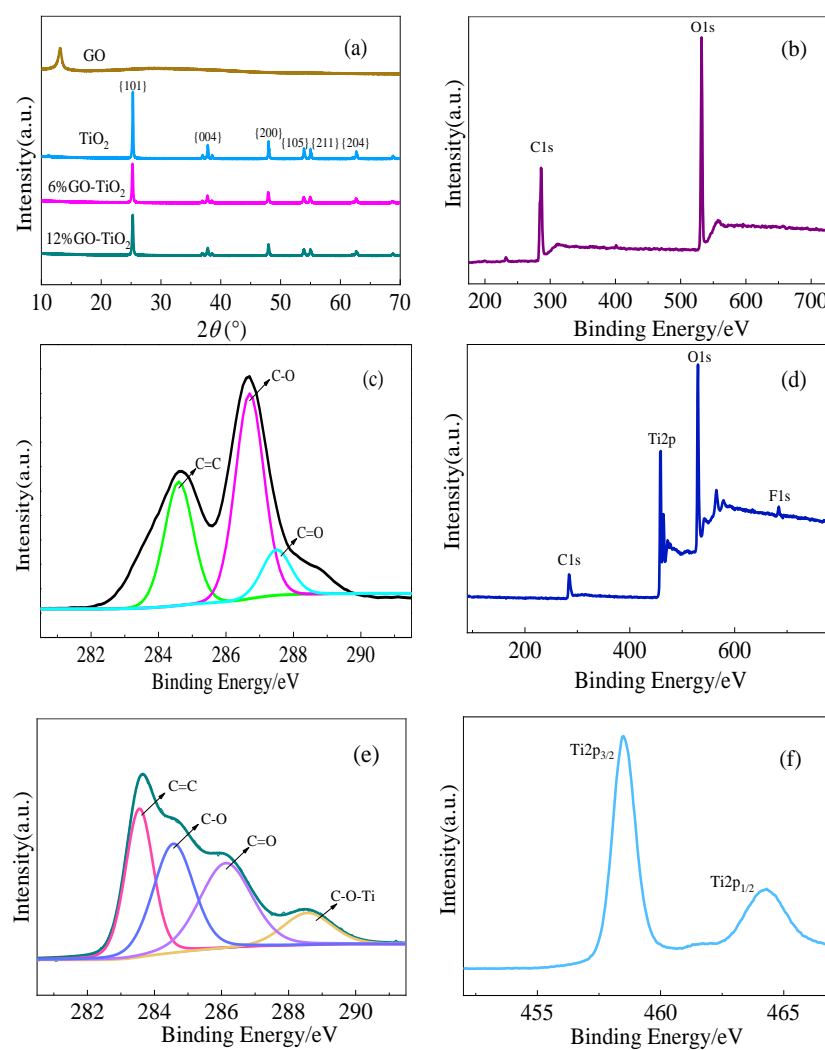 (a)
GO
{101}
TiO₂
{004}
{200}
{105}
{211}
{204}
6%GO-TiO₂
12%GO-TiO₂
Intensity(a.u.)
10 20 30 40 50 60 70
2θ(°)
(b)
O1s
C1s
Intensity(a.u.)
200 300 400 500 600 700
Binding Energy/eV
(c)
C-O
C=C
C=O
Intensity(a.u.)
282 284 286 288 290
Binding Energy/eV
(d)
O1s
Ti2p
F1s
C1s
Intensity(a.u.)
200 400 600
Binding Energy/eV
(e)
C=C
C-O
C=O
C-O-Ti
Intensity(a.u.)
282 284 286 288 290
Binding Energy/eV
(f)
Ti2p₃/₂
Ti2p₁/₂
Intensity(a.u.)
455 460 465
Binding Energy/eV